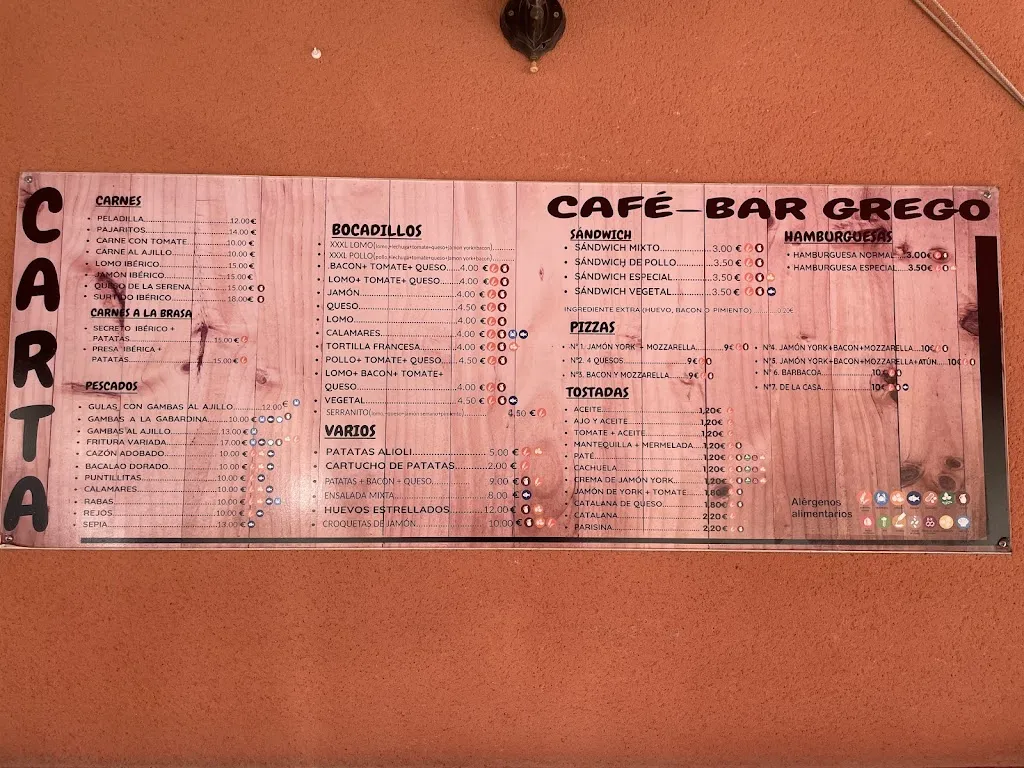 CARTA
CAFÉ-BAR GREGO
CARNES
• PELADILLA 12.00 €
• PAJARITOS 14.00 €
• CARNE CON TOMATE 10.00 €
• CARNE AL AJILLO 10.00 €
• LOMO IBÉRICO 15.00 €
• JAMON IBÉRICO 15.00 €
• QUESO DE LA SERENA 15.00 €
• SURTIDO IBÉRICO 18.00 €
CARNES A LA BRASA
• SECRETO IBÉRICO +
PATATAS 15.00 €
• PRESA IBÉRICA +
PATATAS 15.00 €
PESCADOS
• GULAS CON GAMBAS AL AJILLO 12.00 €
• GAMBAS A LA GABARDINA 10.00 €
• GAMBAS AL AJILLO 13.00 €
• FRITURA VARIADA 17.00 €
• CAZÓN ADOBADO 10.00 €
• BACALAO DORADO 10.00 €
• PUNTILLITAS 10.00 €
• CALAMARES 10.00 €
• RABAS 10.00 €
• REJOS 10.00 €
• SEPIA 13.00 €
BOCADILLOS
• XXXL LOMO
• XXXL POLLO
• BACON+ TOMATE+ QUESO 4.00 €
• LOMO+ TOMATE+ QUESO 4.00 €
• JAMÓN 4.00 €
• QUESO 4.50 €
• LOMO 4.00 €
• CALAMARES 4.00 €
• TORTILLA FRANCESA 4.00 €
• POLLO+ TOMATE+ QUESO 4.50 €
• LOMO+ BACON+ TOMATE+
QUESO 4.00 €
• VEGETAL 4.50 €
• SERRANITO 4,50 €
VARIOS
• PATATAS ALIOLI 5,00 €
• CARTUCHO DE PATATAS 2.00 €
• PATATAS + BACON + QUESO 9.00 €
• ENSALADA MIXTA 8,00 €
• HUEVOS ESTRELLADOS 12.00 €
• CROQUETAS DE JAMÓN 10.00 €
SÁNDWICH
• SÁNDWICH MIXTO 3.00 €
• SÁNDWICH DE POLLO 3,50 €
• SÁNDWICH ESPECIAL 3.50 €
• SÁNDWICH VEGETAL 3.50 €
INGREDIENTE EXTRA (HUEVO, BACON O PIMIENTO) 0.20€
HAMBURGUESAS
• HAMBURGUESA NORMAL 3.00€
• HAMBURGUESA ESPECIAL 3.50€
PIZZAS
• Nº 1. JAMÓN YORK + MOZZARELLA 9€
• Nº2. 4 QUESOS 9€
• Nº3. BACON Y MOZZARELLA 9€
• Nº 4. JAMÓN YORK+BACON+MOZZARELLA 10€
• Nº5. JAMÓN YORK+BACON+MOZZARELLA+ATÚN 10€
• Nº 6. BARBACOA 10€
• Nº7. DE LA CASA 10€
TOSTADAS
• ACEITE 1,20€
• AJO Y ACEITE 1,20€
• TOMATE + ACEITE 1,20€
• MANTEQUILLA + MERMELADA 1,20€
• PATÉ 1,20€
• CACHUELA 1,20€
• CREMA DE JAMÓN YORK 1,20€
• JAMÓN DE YORK + TOMATE 1,80€
• CATALANA DE QUESO 1,80€
• CATALANA 2,20€
• PARISINA 2,20€
Alérgenos
alimentarios